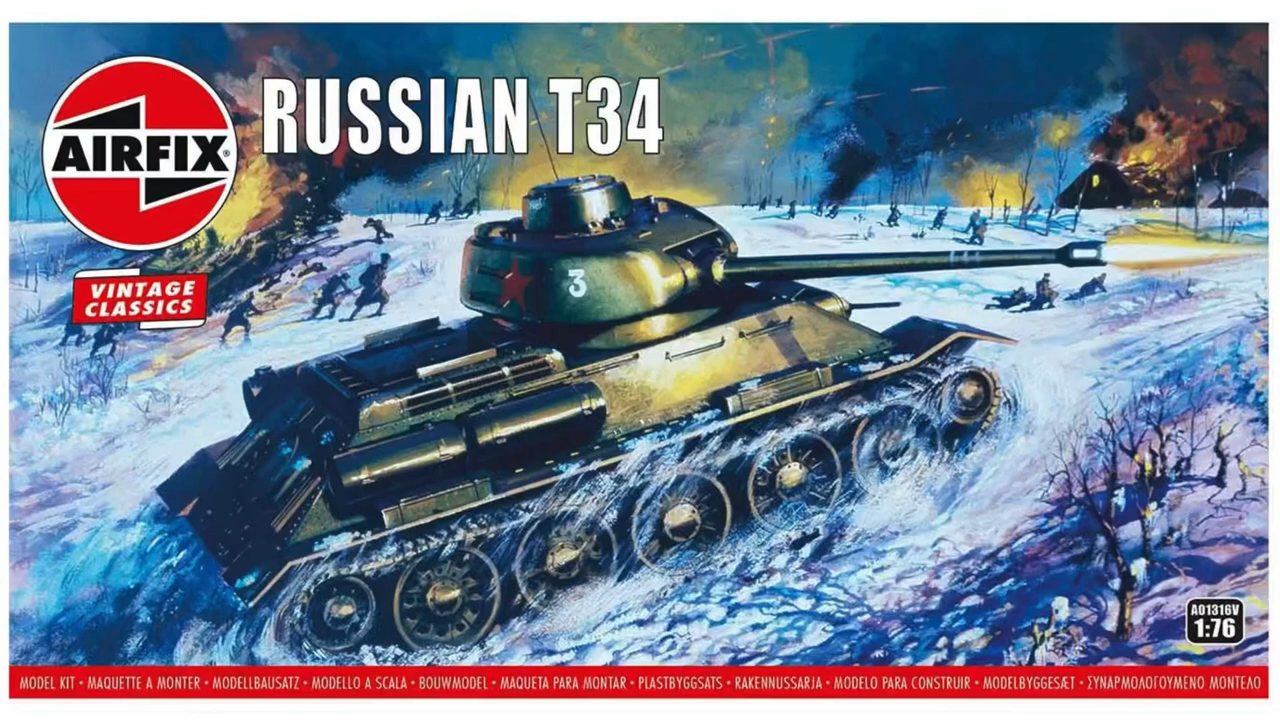 AIRFIX®
RUSSIAN T34
VINTAGE
CLASSICS
3
A01316V
1:76
MODEL KIT • MAQUETTE A MONTER • MODELLBAUSATZ • MODELLO A SCALA • BOUWMODEL • MAQUETA PARA MONTAR • PLASTBYGGSATS • RAKENNUSSARJA • MODELO PARA CONSTRUIR • MODELBYGGESÆT • ΣΥΝΑΡΜΟΛΟΓΟΥΜΕΝΟ ΜΟΝΤΕΛΟ